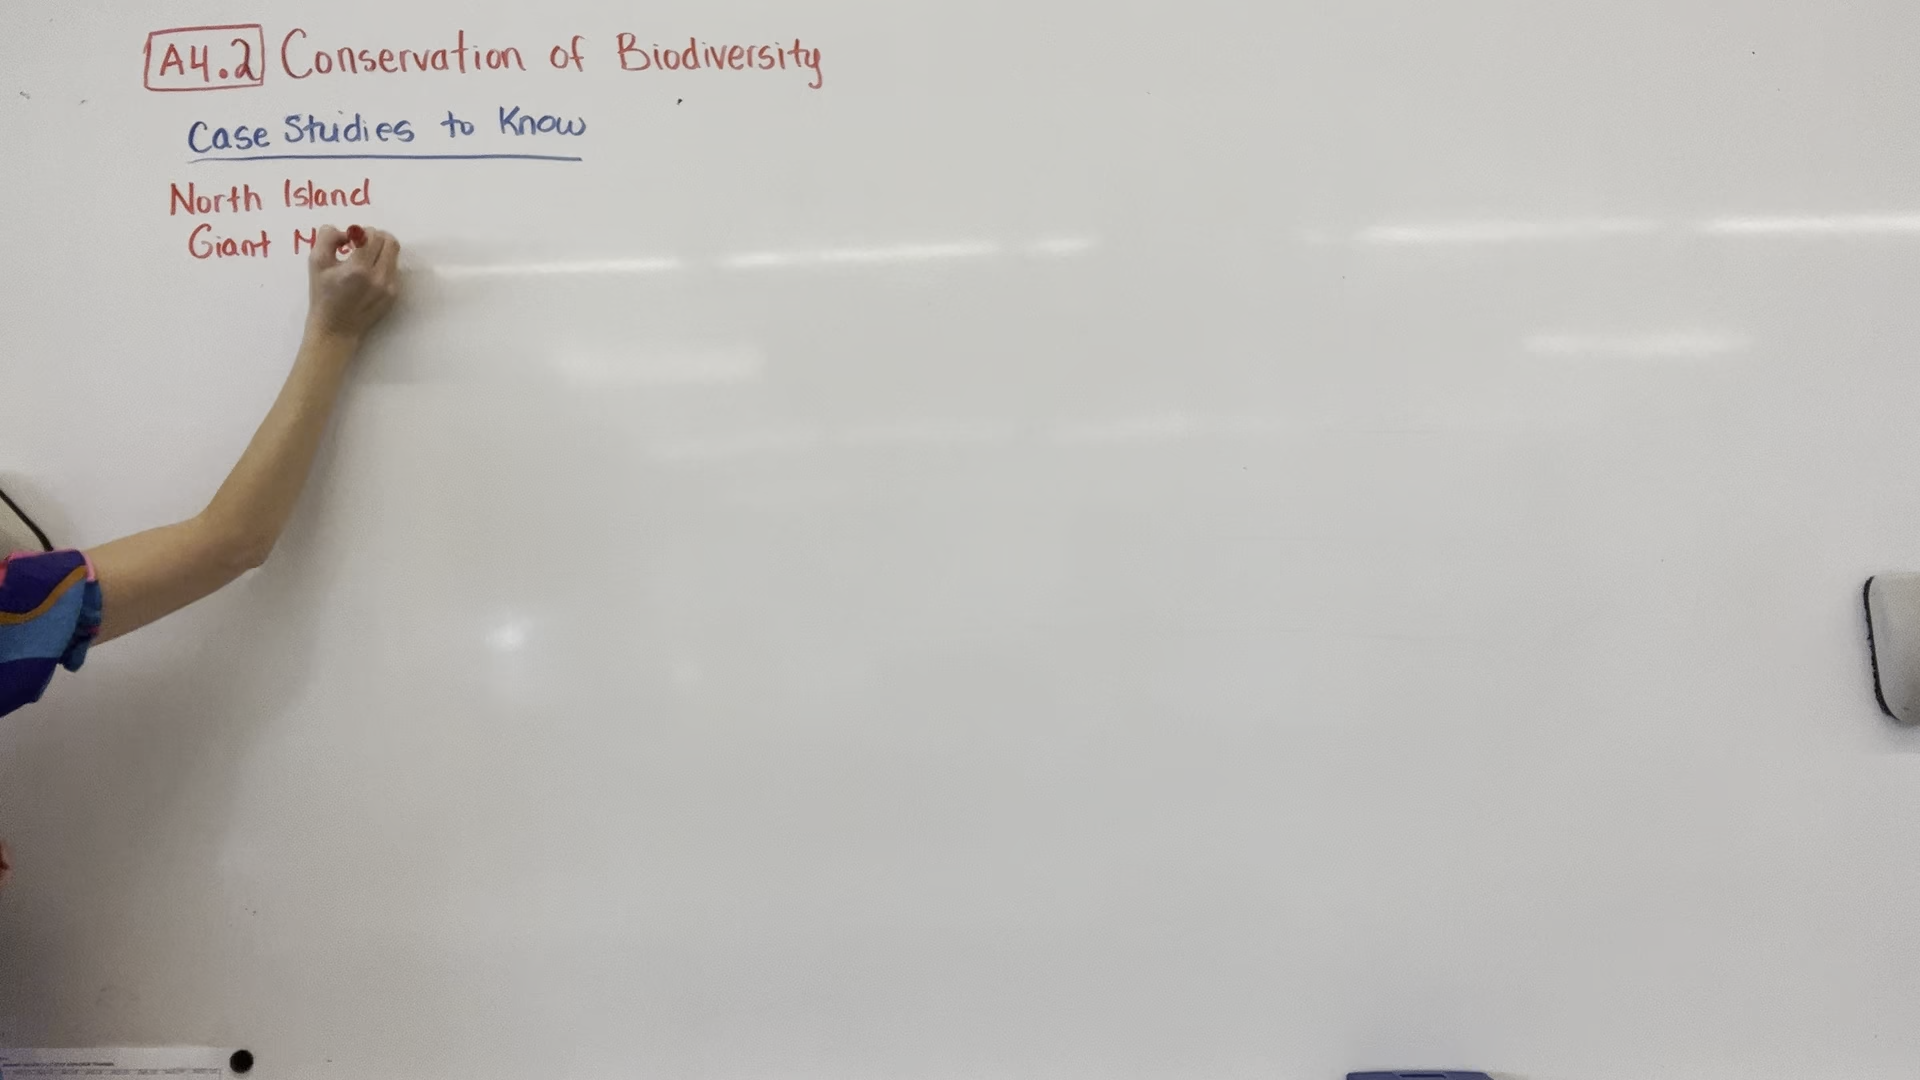 A4.2 Conservation of Biodiversity
Case Studies to Know
North Island
Giant